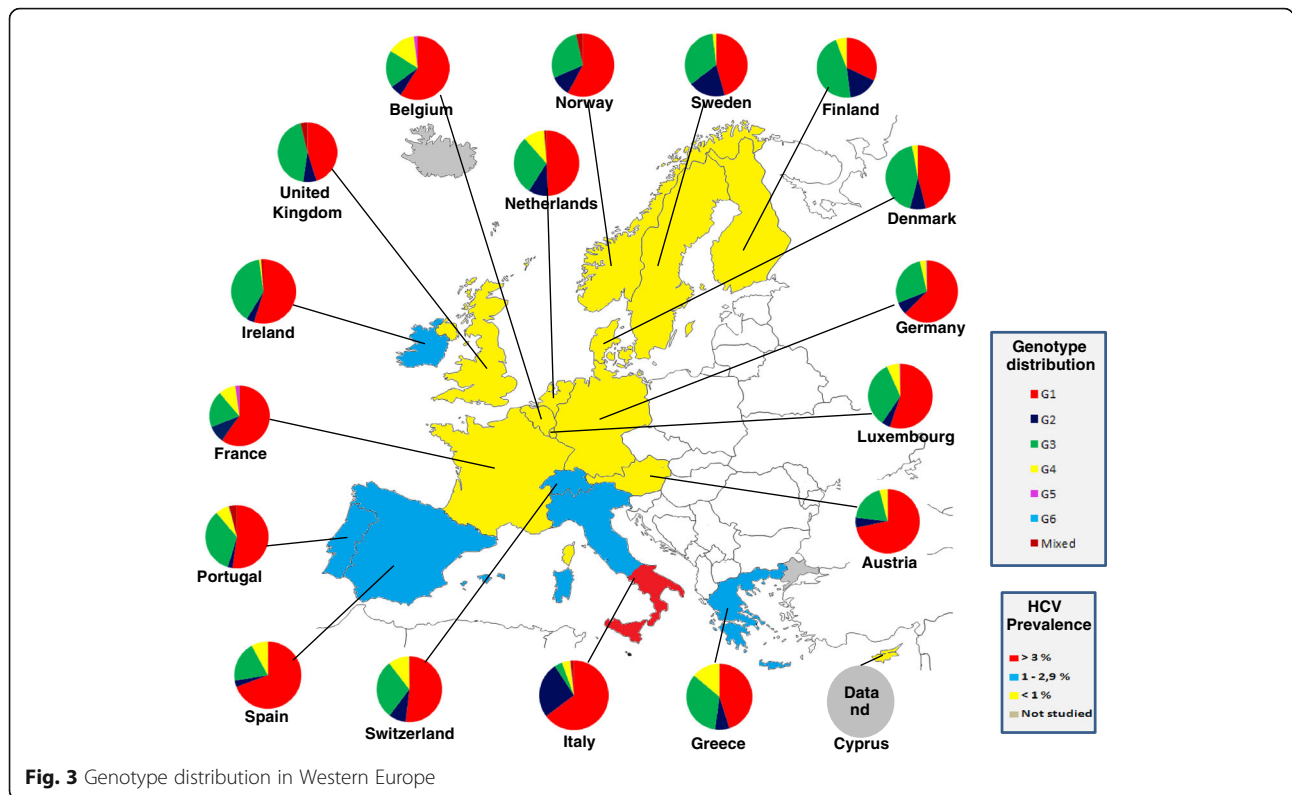 Belgium
Norway
Sweden
Finland
United
Kingdom
Netherlands
Denmark
Ireland
Germany
France
Luxembourg
Portugal
Austria
Spain
Switzerland
Italy
Greece
Data
nd
Cyprus
Genotype
distribution
G1
G2
G3
G4
G5
G6
Mixed
HCV
Prevalence
> 3 %
1 - 2,9 %
< 1 %
Not studied
Fig. 3 Genotype distribution in Western Europe